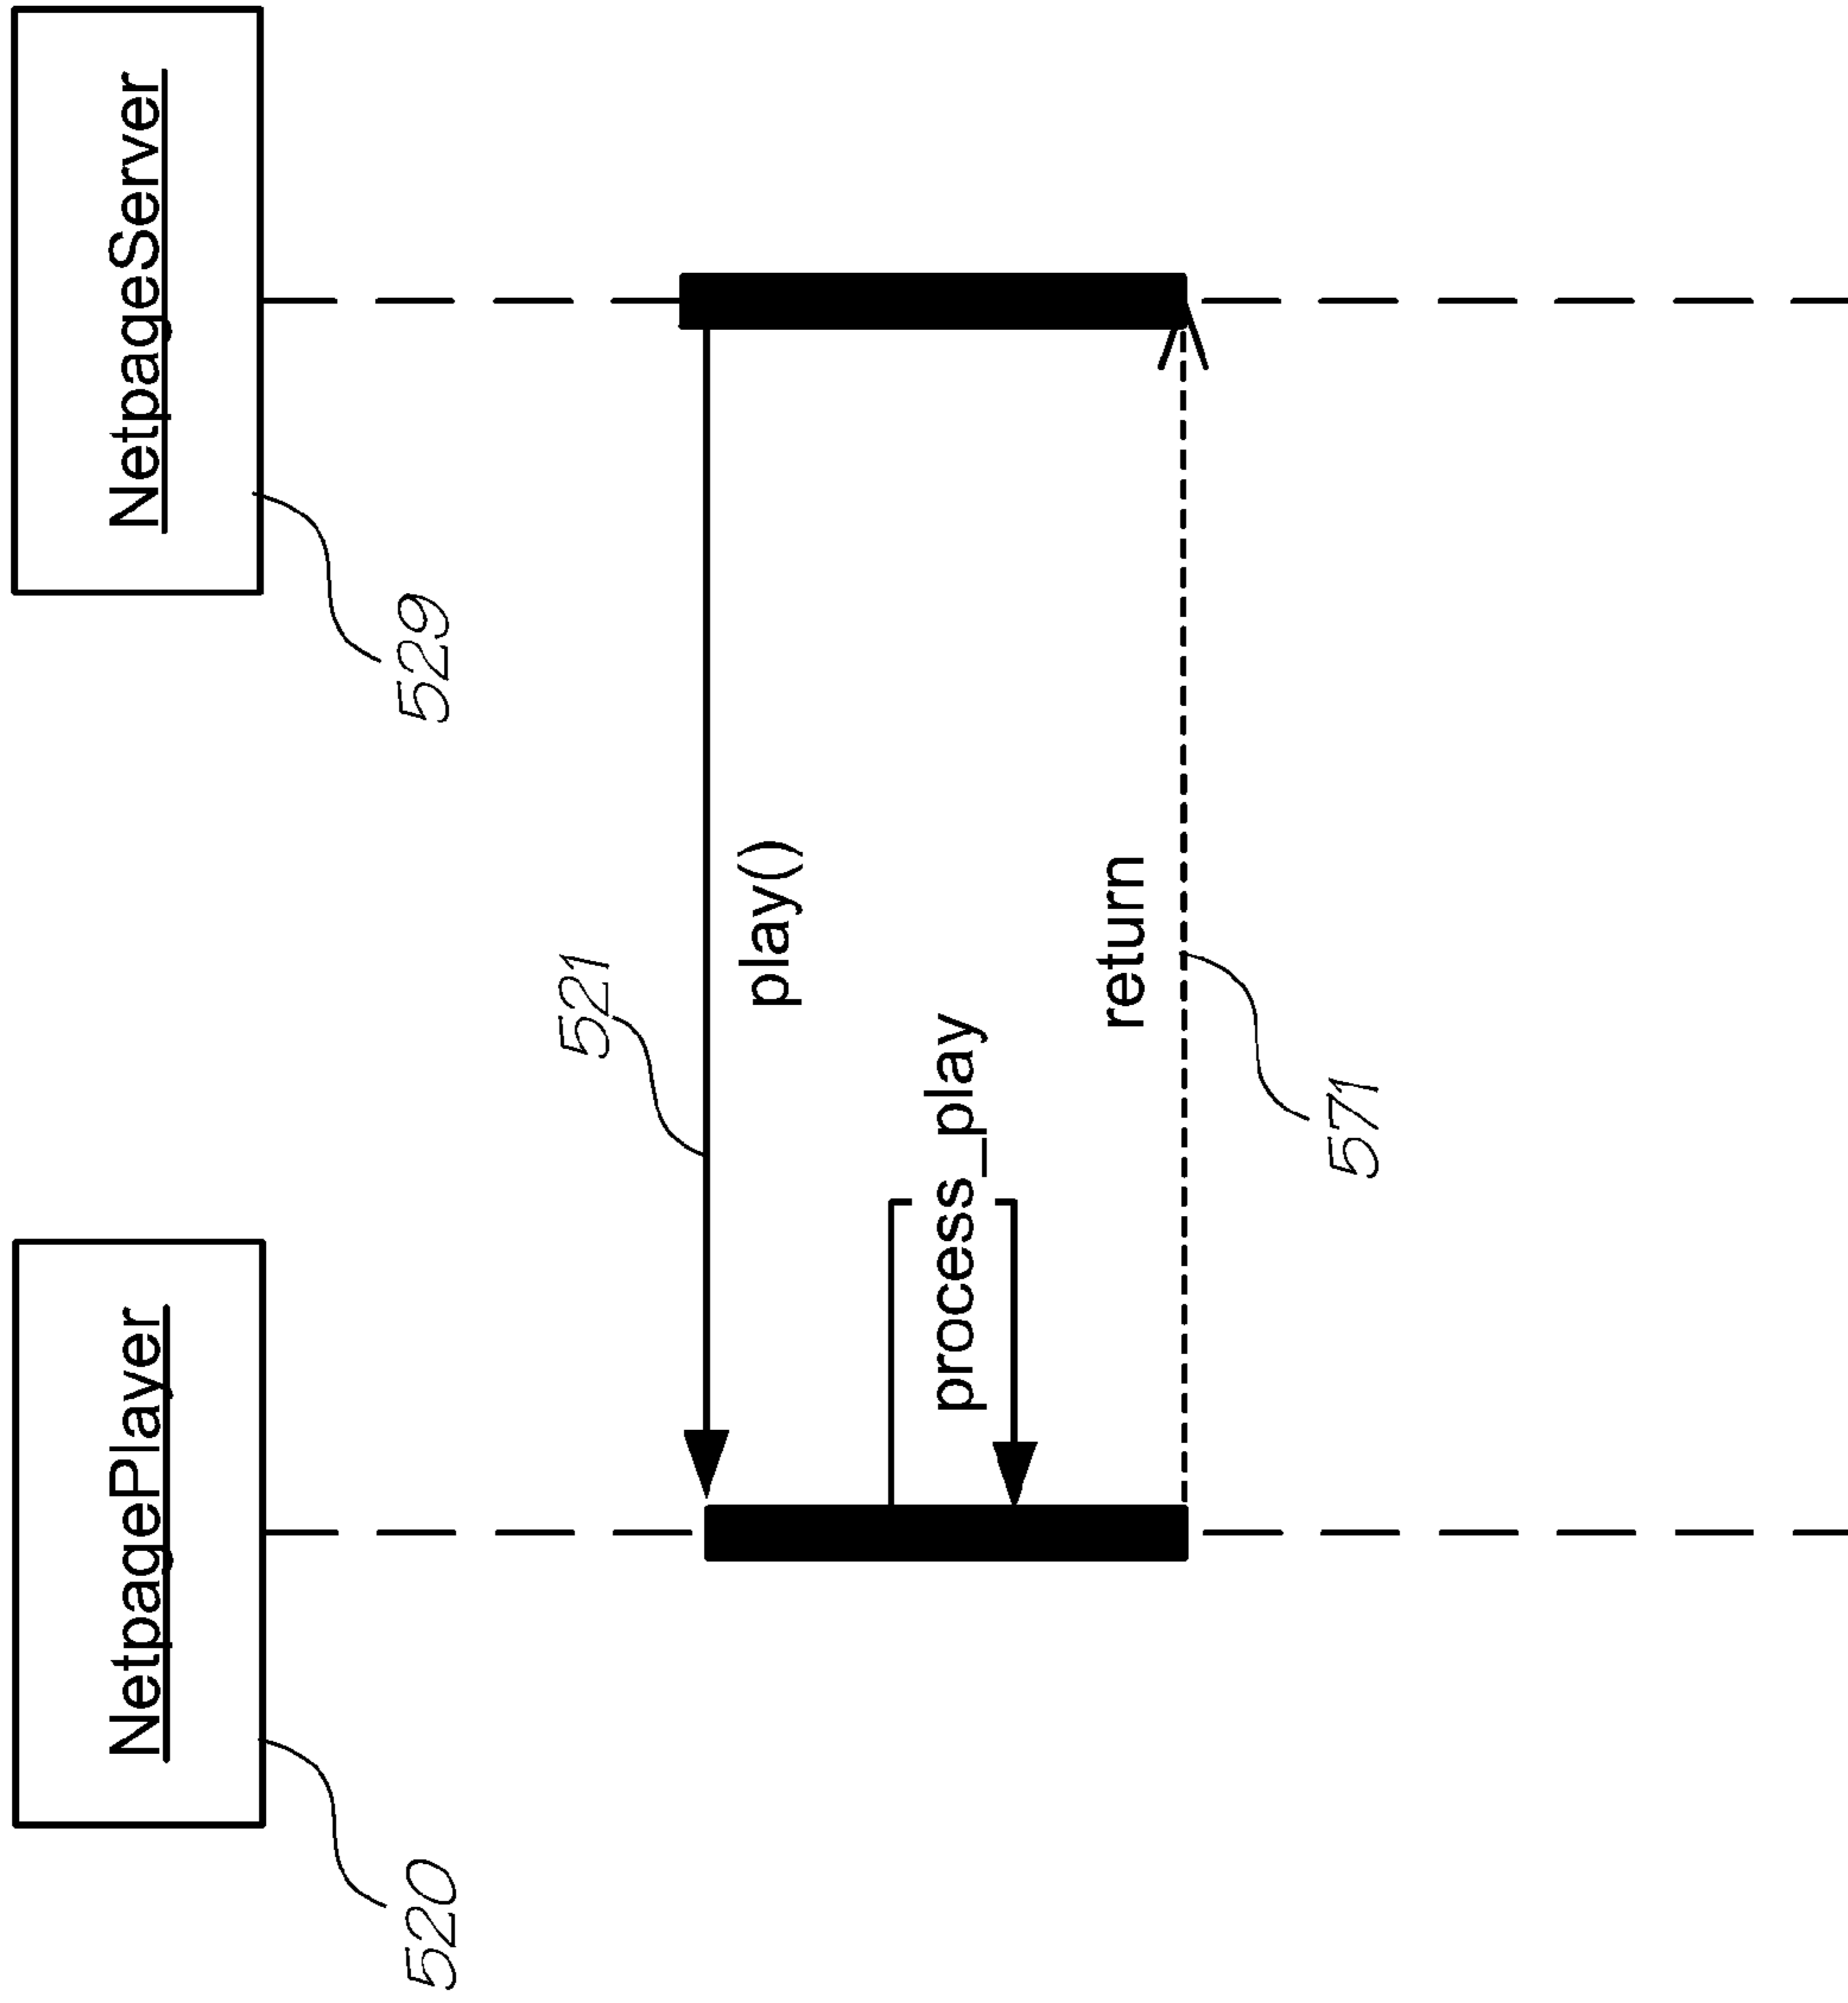 NetpagePlayer
NetpageServer
520
529
521
play()
process_play
return
571